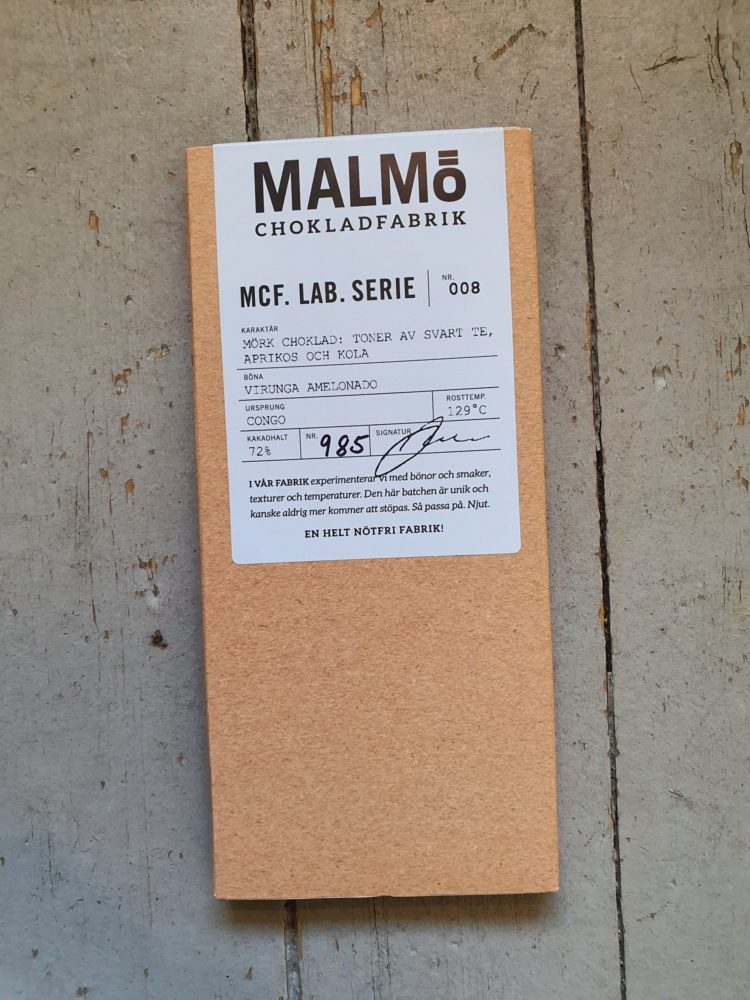 MALMÖ
CHOKLADFABRIK
MCF. LAB. SERIE
NR.
008
KARAKTÄR
MÖRK CHOKLAD: TONER AV SVART TE,
APRIKOS OCH KOLA
BÖNA
VIRUNGA AMELONADO
URSPRUNG
CONGO
ROSTTEMP.
129°C
KAKAOHALT
72%
NR.
985
SIGNATUR
I VÅR FABRIK experimenterar vi med bönor och smaker,
texturer och temperaturer. Den här batchen är unik och
kanske aldrig mer kommer att stöpas. Så passa på. Njut.
EN HELT NÖTFRI FABRIK!